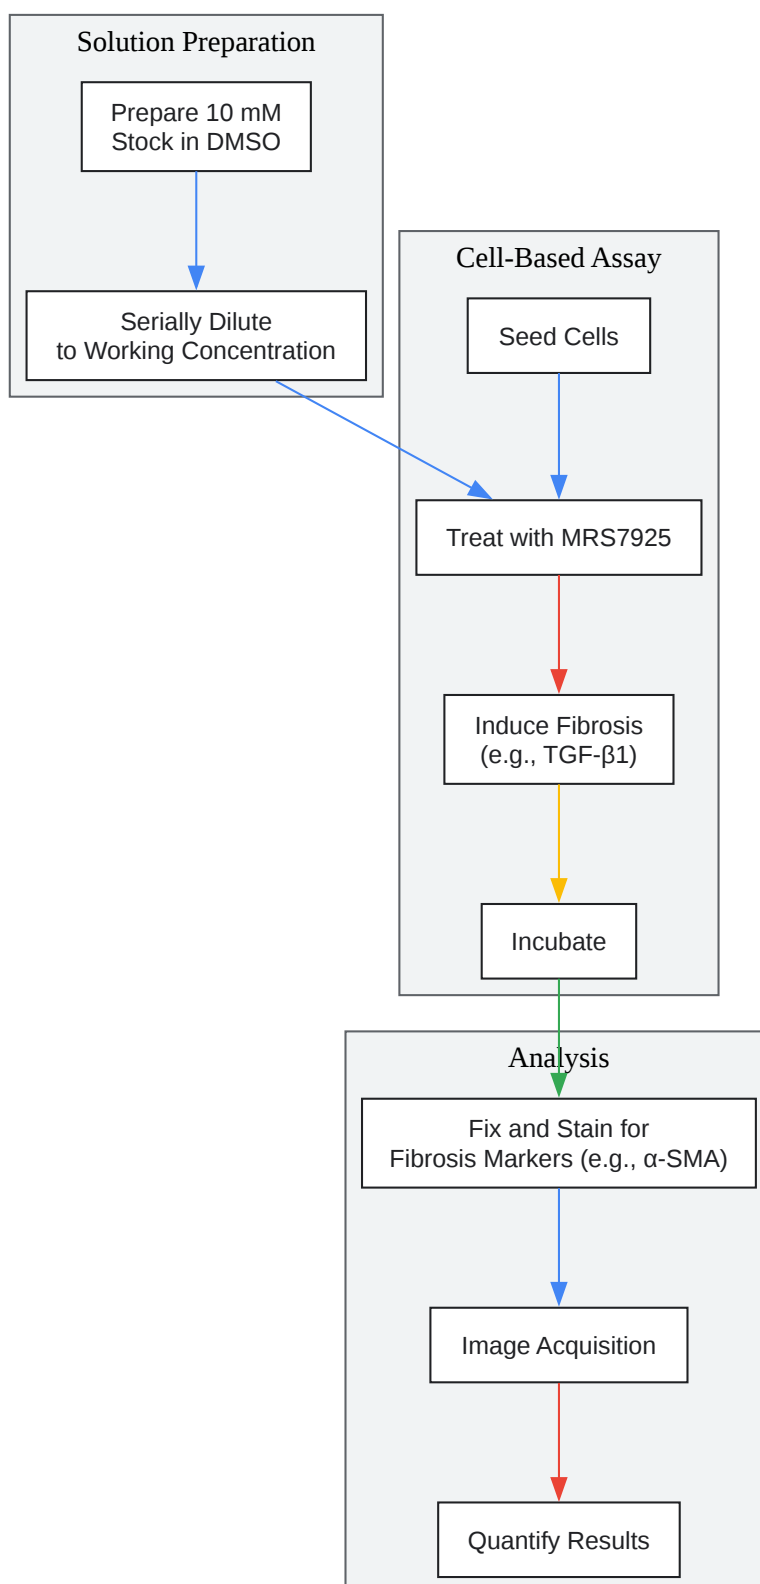 Solution Preparation
Prepare 10 mM
Stock in DMSO
Serially Dilute
to Working Concentration
Cell-Based Assay
Seed Cells
Treat with MRS7925
Induce Fibrosis
(e.g., TGF-β1)
Incubate
Analysis
Fix and Stain for
Fibrosis Markers (e.g., α-SMA)
Image Acquisition
Quantify Results